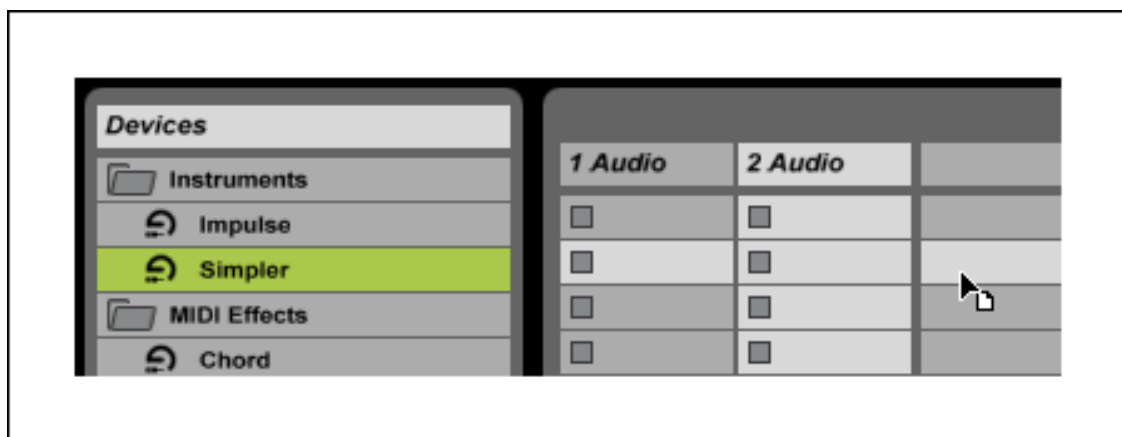 Devices
Instruments
Impulse
Simpler
MIDI Effects
Chord
1 Audio
2 Audio